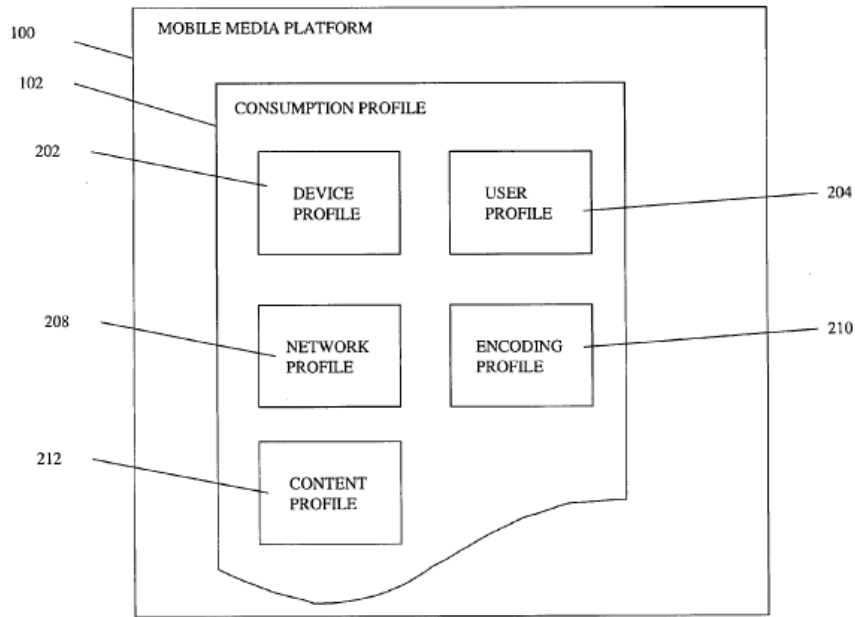 100
MOBILE MEDIA PLATFORM
102
CONSUMPTION PROFILE
202
DEVICE
PROFILE
USER
PROFILE
204
208
NETWORK
PROFILE
ENCODING
PROFILE
210
212
CONTENT
PROFILE